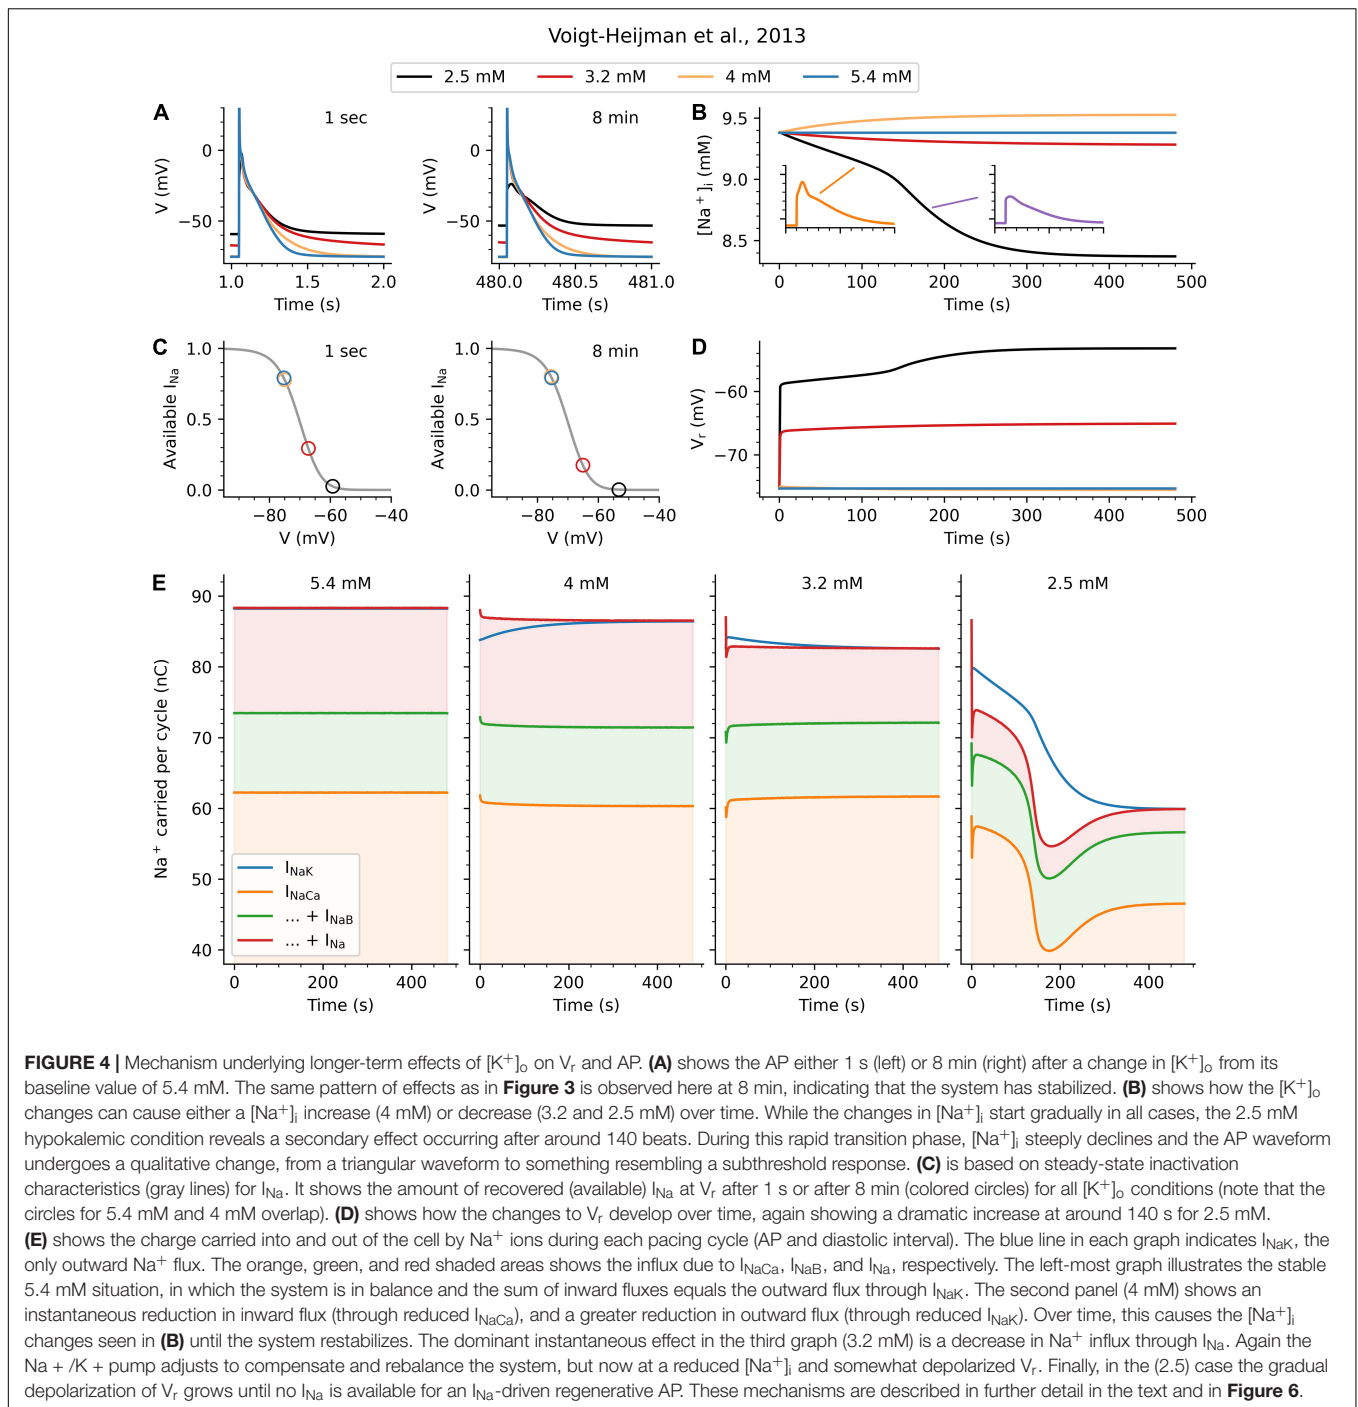 Voigt-Heijman et al., 2013
2.5 mM 3.2 mM 4 mM 5.4 mM
A
1 sec
V (mV)
0
−50
1.0 1.5 2.0
Time (s)
8 min
V (mV)
0
−50
480.0 480.5 481.0
Time (s)
B
[Na⁺]ᵢ (mM)
9.5
9.0
8.5
0 100 200 300 400 500
Time (s)
C
1 sec
Available I_Na
1.0
0.5
0.0
−80 −60 −40
V (mV)
8 min
Available I_Na
1.0
0.5
0.0
−80 −60 −40
V (mV)
D
Vᵣ (mV)
−60
−70
0 100 200 300 400 500
Time (s)
E
5.4 mM 4 mM 3.2 mM 2.5 mM
Na⁺ carried per cycle (nC)
90
80
70
60
50
40
I_NaK
I_NaCa
... + I_NaB
... + I_Na
0 200 400 0 200 400 0 200 400 0 200 400
Time (s) Time (s) Time (s) Time (s)
FIGURE 4 | Mechanism underlying longer-term effects of [K⁺]ₒ on Vᵣ and AP. (A) shows the AP either 1 s (left) or 8 min (right) after a change in [K⁺]ₒ from its
baseline value of 5.4 mM. The same pattern of effects as in Figure 3 is observed here at 8 min, indicating that the system has stabilized. (B) shows how the [K⁺]ₒ
changes can cause either a [Na⁺]ᵢ increase (4 mM) or decrease (3.2 and 2.5 mM) over time. While the changes in [Na⁺]ᵢ start gradually in all cases, the 2.5 mM
hypokalemic condition reveals a secondary effect occurring after around 140 beats. During this rapid transition phase, [Na⁺]ᵢ steeply declines and the AP waveform
undergoes a qualitative change, from a triangular waveform to something resembling a subthreshold response. (C) is based on steady-state inactivation
characteristics (gray lines) for I_Na. It shows the amount of recovered (available) I_Na at Vᵣ after 1 s or after 8 min (colored circles) for all [K⁺]ₒ conditions (note that the
circles for 5.4 mM and 4 mM overlap). (D) shows how the changes to Vᵣ develop over time, again showing a dramatic increase at around 140 s for 2.5 mM.
(E) shows the charge carried into and out of the cell by Na⁺ ions during each pacing cycle (AP and diastolic interval). The blue line in each graph indicates I_NaK, the
only outward Na⁺ flux. The orange, green, and red shaded areas shows the influx due to I_NaCa, I_NaB, and I_Na, respectively. The left-most graph illustrates the stable
5.4 mM situation, in which the system is in balance and the sum of inward fluxes equals the outward flux through I_NaK. The second panel (4 mM) shows an
instantaneous reduction in inward flux (through reduced I_NaCa), and a greater reduction in outward flux (through reduced I_NaK). Over time, this causes the [Na⁺]ᵢ
changes seen in (B) until the system restabilizes. The dominant instantaneous effect in the third graph (3.2 mM) is a decrease in Na⁺ influx through I_Na. Again the
Na + /K + pump adjusts to compensate and rebalance the system, but now at a reduced [Na⁺]ᵢ and somewhat depolarized Vᵣ. Finally, in the (2.5) case the gradual
depolarization of Vᵣ grows until no I_Na is available for an I_Na-driven regenerative AP. These mechanisms are described in further detail in the text and in Figure 6.